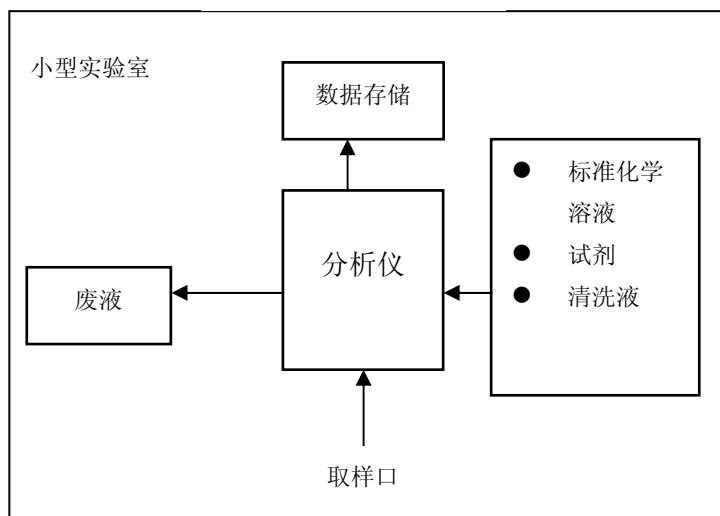 小型实验室
数据存储
● 标准化学
溶液
● 试剂
● 清洗液
分析仪
废液
取样口